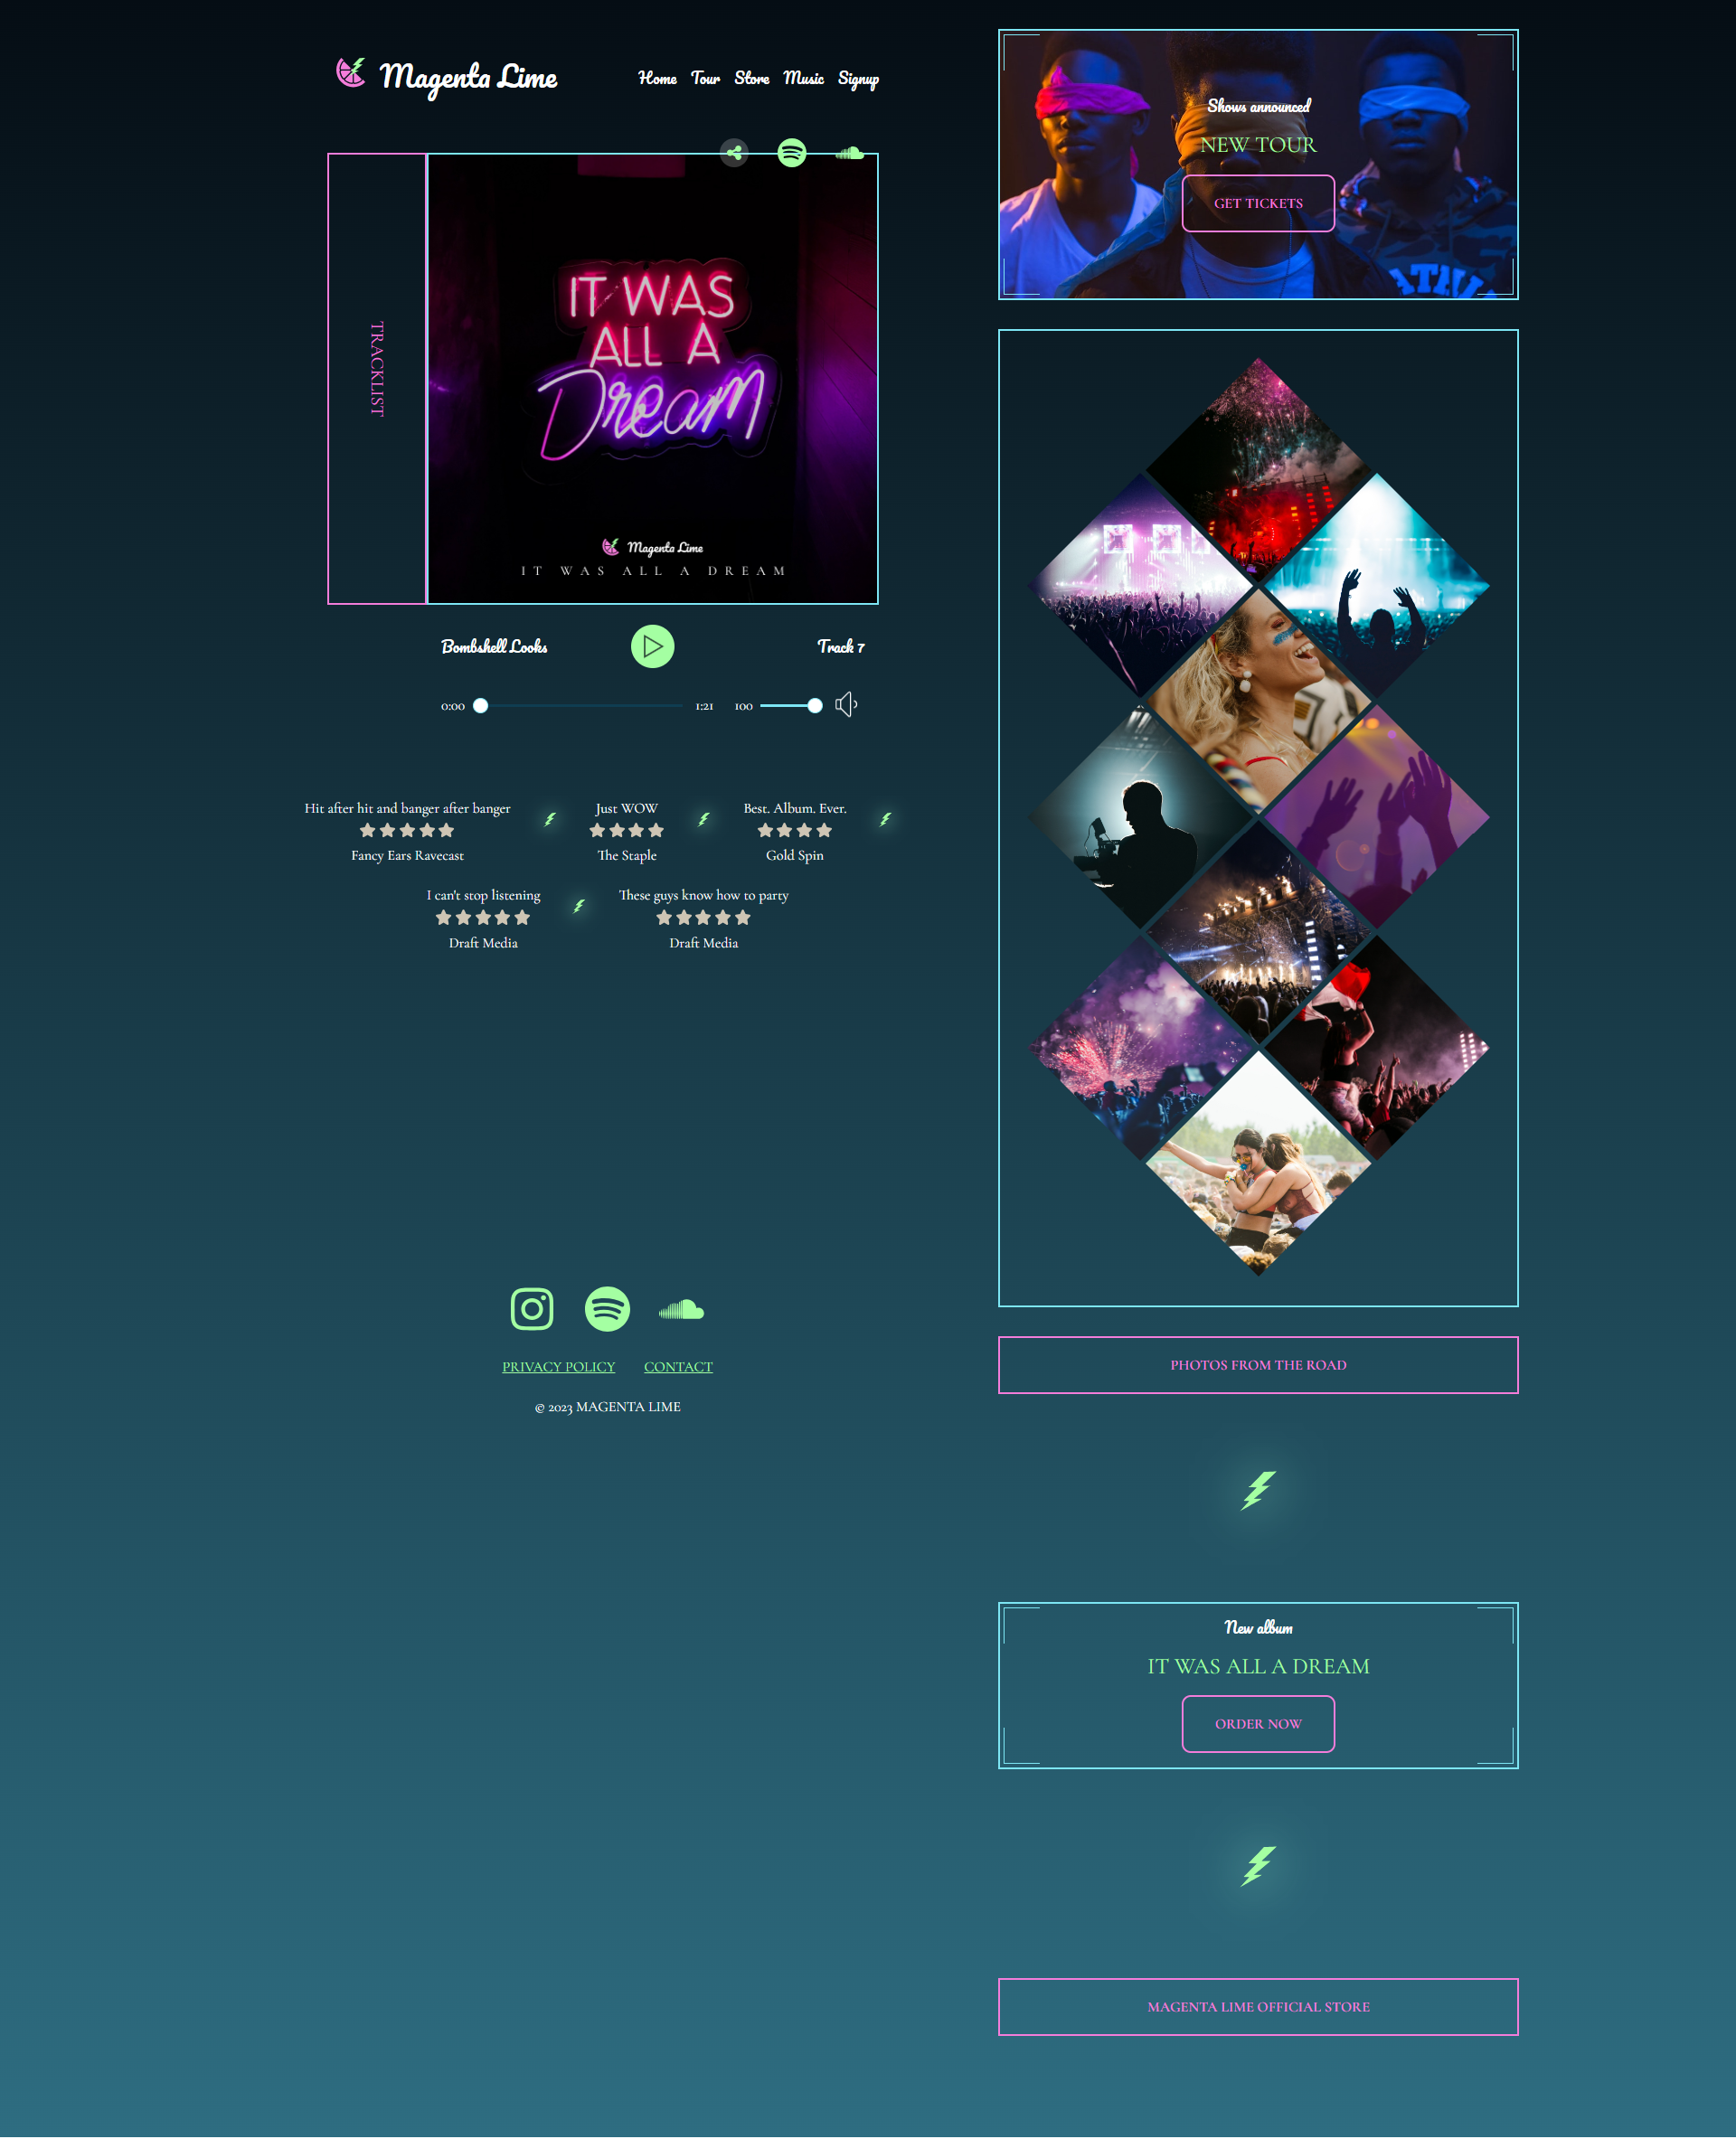 Magenta Lime
Home Tour Store Music Signup
TRACKLIST
IT WAS
ALL A
Dream
Magenta Lime
IT WAS ALL A DREAM
Bombshell Looks
Track 7
0:00
1:21
100
Hit after hit and banger after banger
Fancy Ears Ravecast
Just WOW
The Staple
Best. Album. Ever.
Gold Spin
I can't stop listening
Draft Media
These guys know how to party
Draft Media
PRIVACY POLICY
CONTACT
© 2023 MAGENTA LIME
Shows announced
NEW TOUR
GET TICKETS
PHOTOS FROM THE ROAD
New album
IT WAS ALL A DREAM
ORDER NOW
MAGENTA LIME OFFICIAL STORE